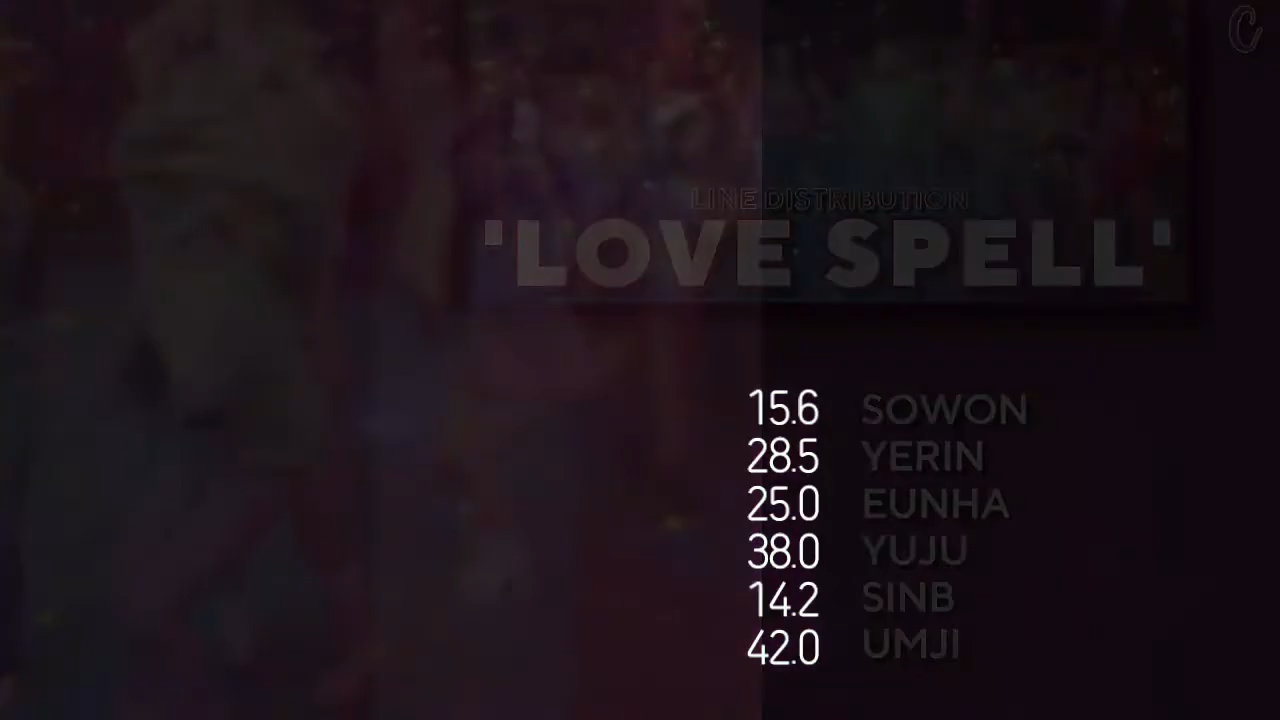 C
LINE DISTRIBUTION
'LOVE SPELL'
15.6 SOWON
28.5 YERIN
25.0 EUNHA
38.0 YUJU
14.2 SINB
42.0 UMJI